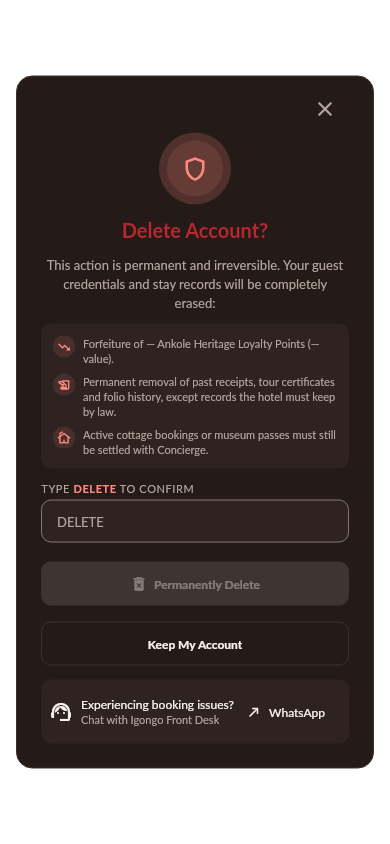 Delete Account?
This action is permanent and irreversible. Your guest
credentials and stay records will be completely
erased:
Forfeiture of — Ankole Heritage Loyalty Points (—
value).
Permanent removal of past receipts, tour certificates
and folio history, except records the hotel must keep
by law.
Active cottage bookings or museum passes must still
be settled with Concierge.
TYPE DELETE TO CONFIRM
DELETE
Permanently Delete
Keep My Account
Experiencing booking issues?
Chat with Igongo Front Desk
WhatsApp